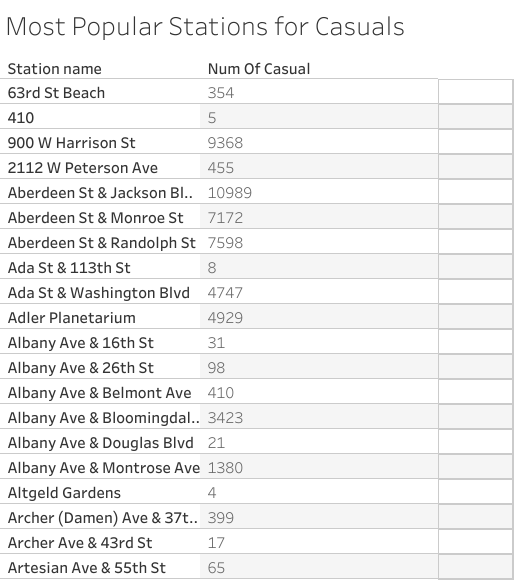 Most Popular Stations for Casuals
Station name Num Of Casual
63rd St Beach 354
410 5
900 W Harrison St 9368
2112 W Peterson Ave 455
Aberdeen St & Jackson Bl.. 10989
Aberdeen St & Monroe St 7172
Aberdeen St & Randolph St 7598
Ada St & 113th St 8
Ada St & Washington Blvd 4747
Adler Planetarium 4929
Albany Ave & 16th St 31
Albany Ave & 26th St 98
Albany Ave & Belmont Ave 410
Albany Ave & Bloomingdal.. 3423
Albany Ave & Douglas Blvd 21
Albany Ave & Montrose Ave 1380
Altgeld Gardens 4
Archer (Damen) Ave & 37t.. 399
Archer Ave & 43rd St 17
Artesian Ave & 55th St 65